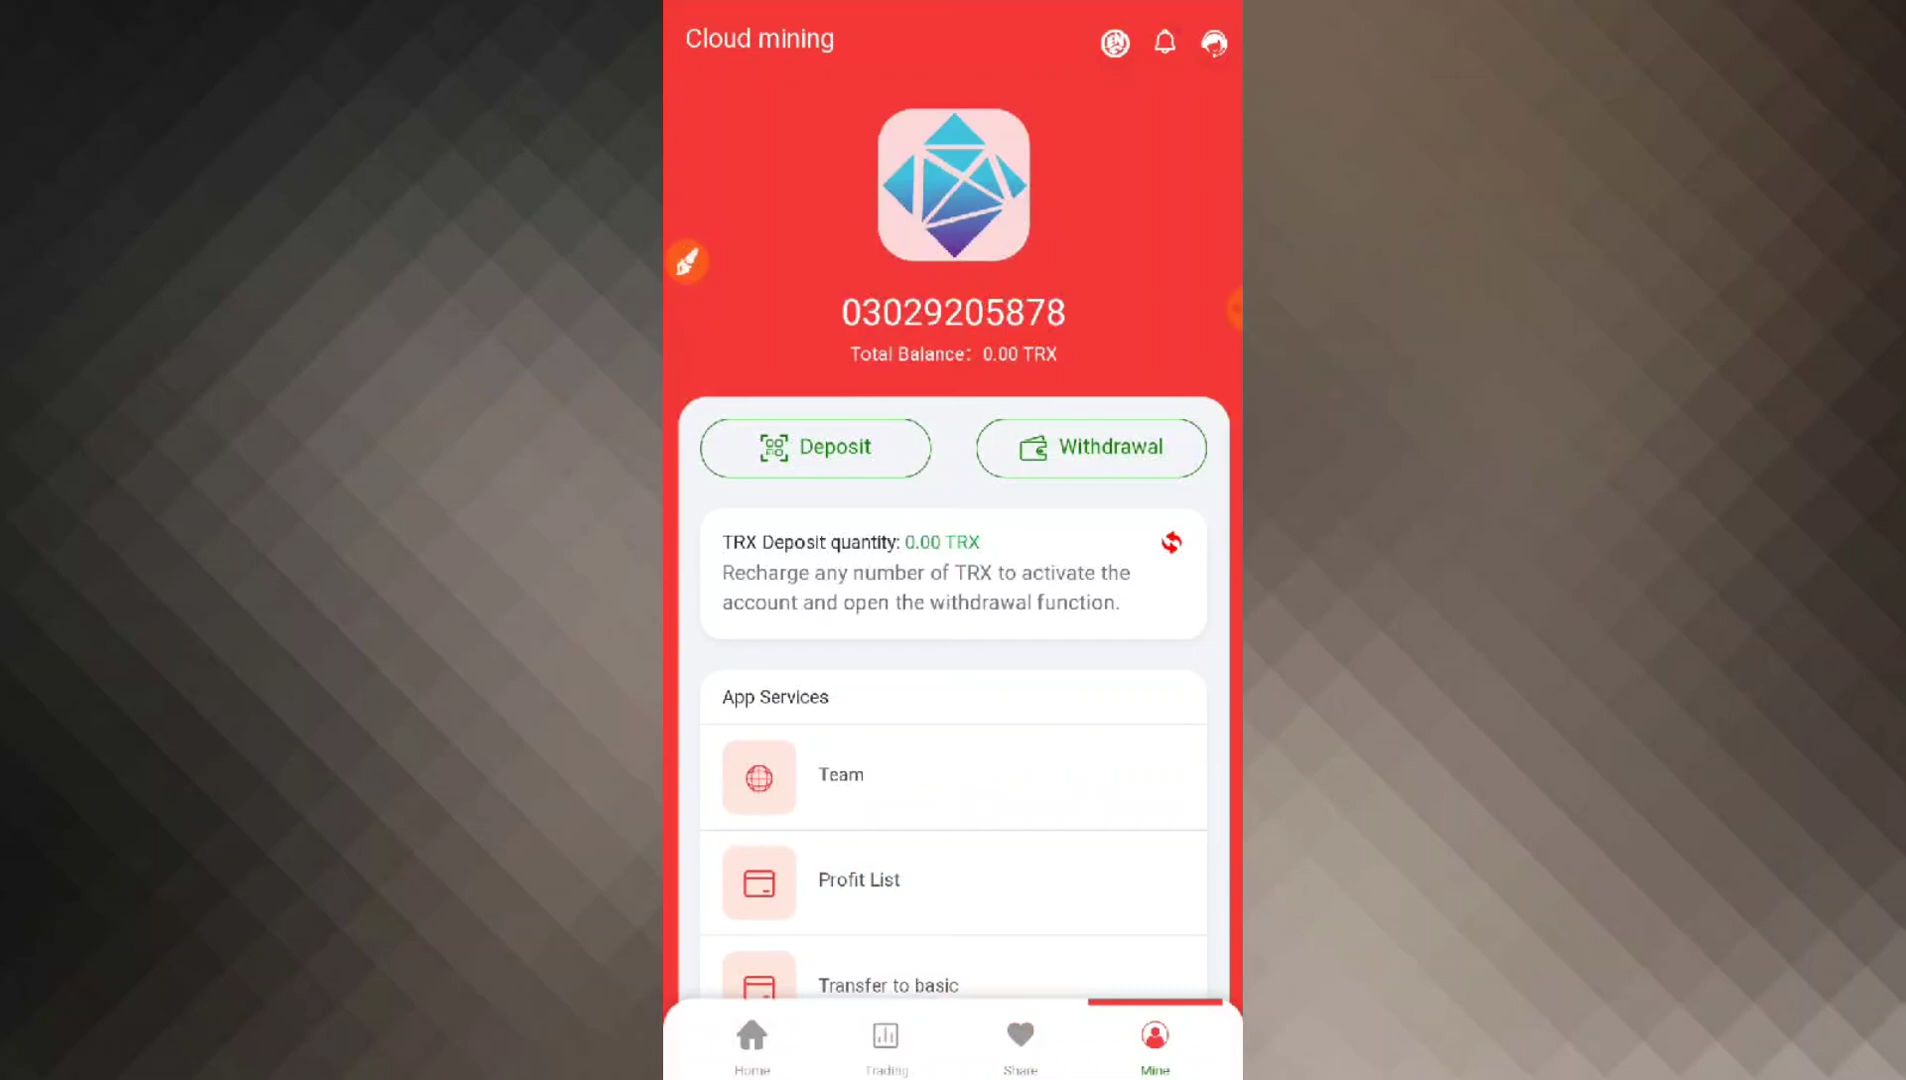 Cloud mining
EN
03029205878
Total Balance: 0.00 TRX
Deposit
Withdrawal
TRX Deposit quantity: 0.00 TRX
Recharge any number of TRX to activate the
account and open the withdrawal function.
App Services
Team
Profit List
Transfer to basic
Home
Trading
Share
Mine